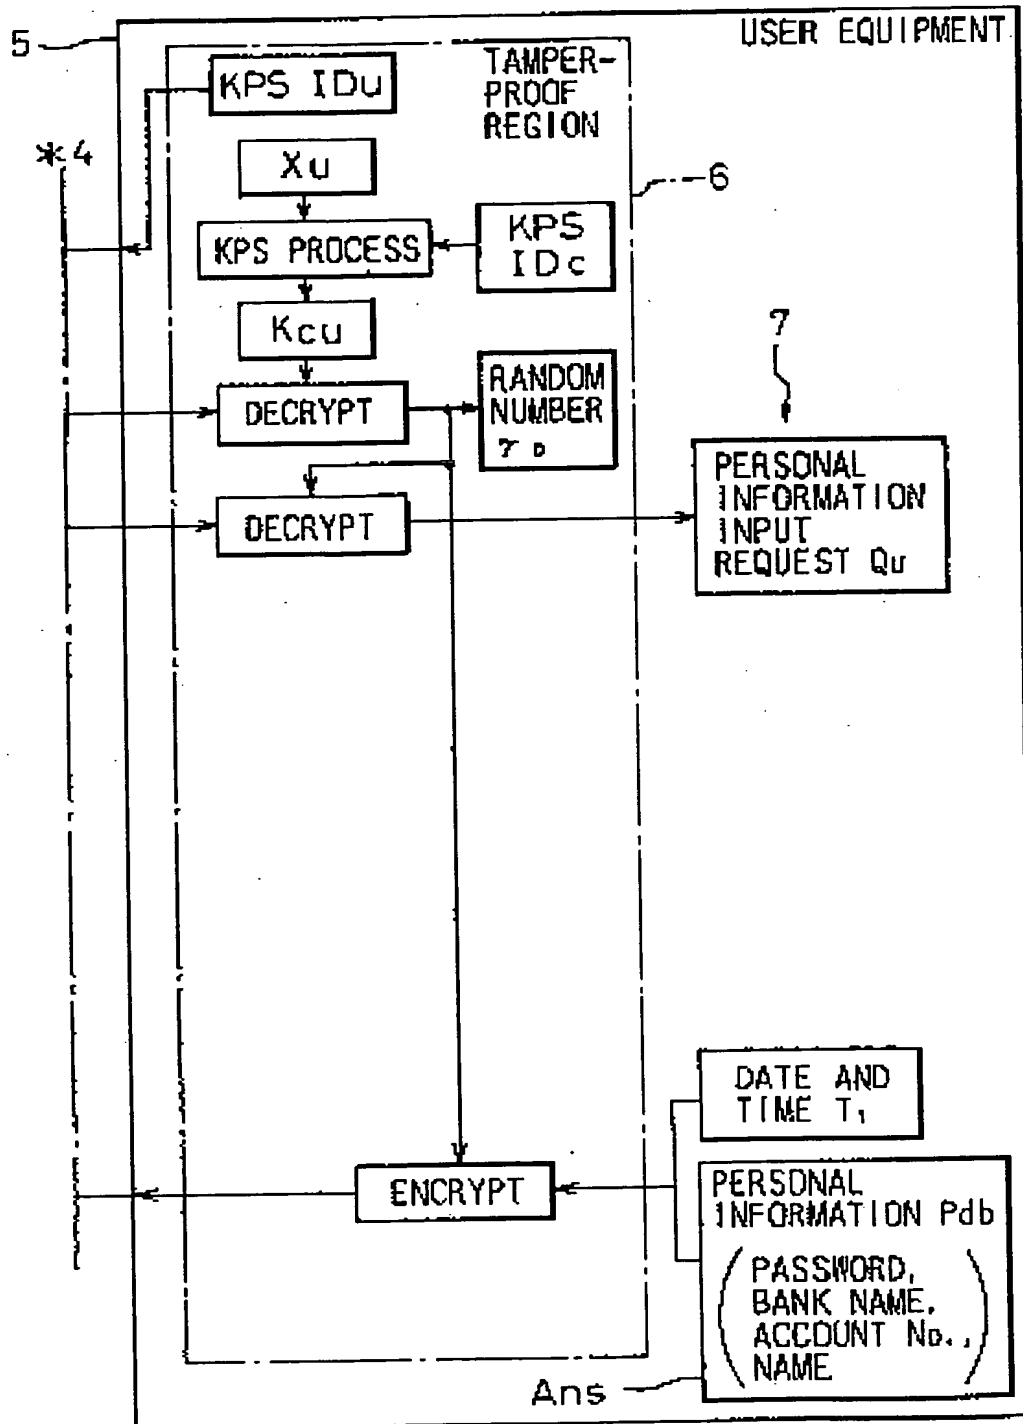 5
USER EQUIPMENT
TAMPER-
PROOF
REGION
KPS IDu
*4
Xu
6
KPS PROCESS
KPS
IDc
Kcu
7
DECRYPT
RANDOM
NUMBER
DECRYPT
PERSONAL
INFORMATION
INPUT
REQUEST Qu
DATE AND
TIME T1
ENCRYPT
PERSONAL
INFORMATION Pdb
(PASSWORD,
BANK NAME,
ACCOUNT No.,
NAME)
Ans